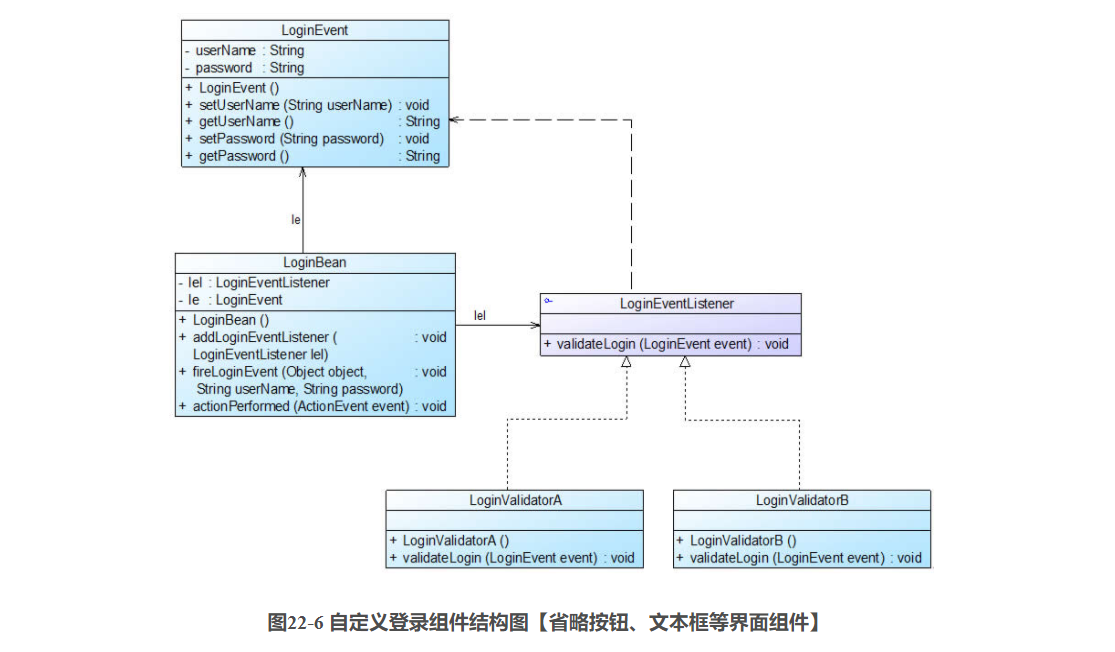 LoginEvent
- userName : String
- password : String
+ LoginEvent ()
+ setUserName (String userName) : void
+ getUserName () : String
+ setPassword (String password) : void
+ getPassword () : String
le
LoginBean
- lel : LoginEventListener
- le : LoginEvent
+ LoginBean ()
+ addLoginEventListener ( : void
LoginEventListener lel)
+ fireLoginEvent (Object object, : void
String userName, String password)
+ actionPerformed (ActionEvent event) : void
lel
LoginEventListener
+ validateLogin (LoginEvent event) : void
LoginValidatorA
+ LoginValidatorA ()
+ validateLogin (LoginEvent event) : void
LoginValidatorB
+ LoginValidatorB ()
+ validateLogin (LoginEvent event) : void
图22-6 自定义登录组件结构图【省略按钮、文本框等界面组件】